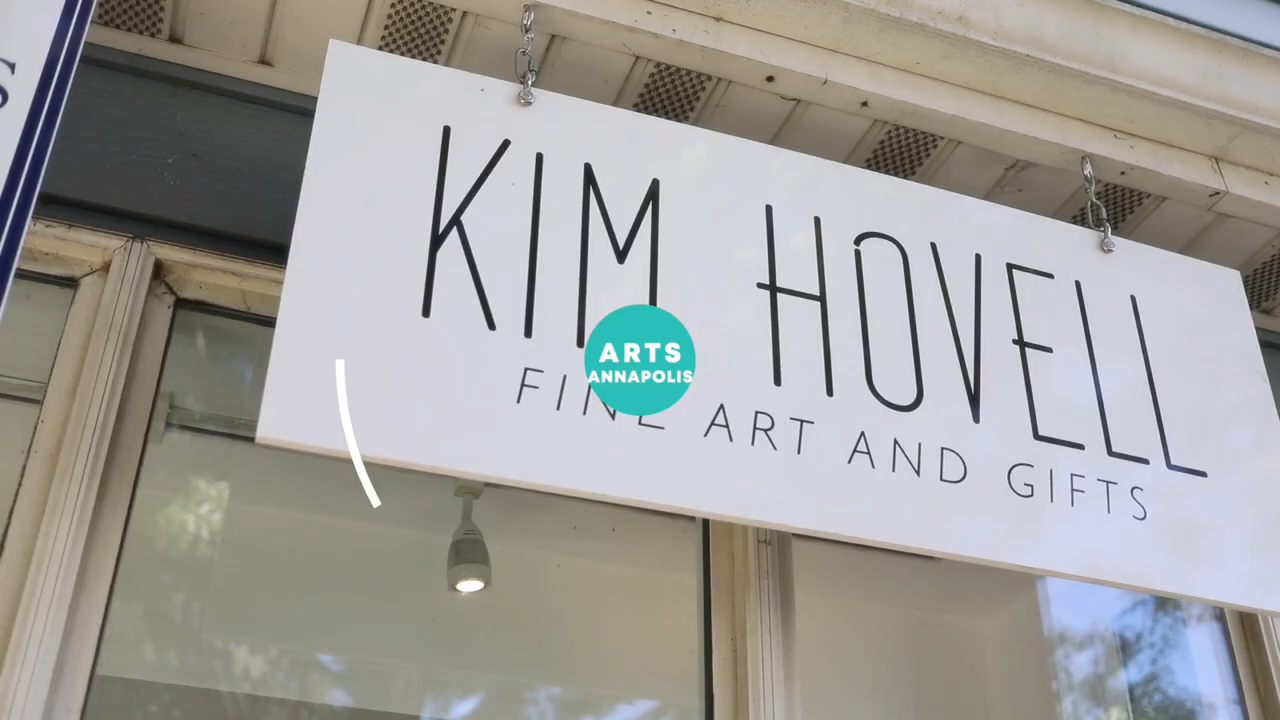 KIM HOVELL
FINE ART AND GIFTS
ARTS
ANNAPOLIS
S